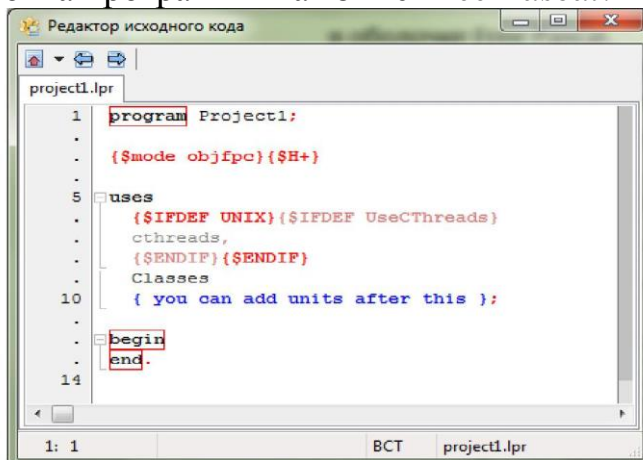 Редактор исходного кода
project1.lpr
1 program Project1;
.
. {$mode objfpc}{$H+}
.
5 uses
. {$IFDEF UNIX}{$IFDEF UseCThreads}
. cthreads,
. {$ENDIF}{$ENDIF}
. Classes
10 { you can add units after this };
.
. begin
. end.
14
1: 1 ВСТ project1.lpr